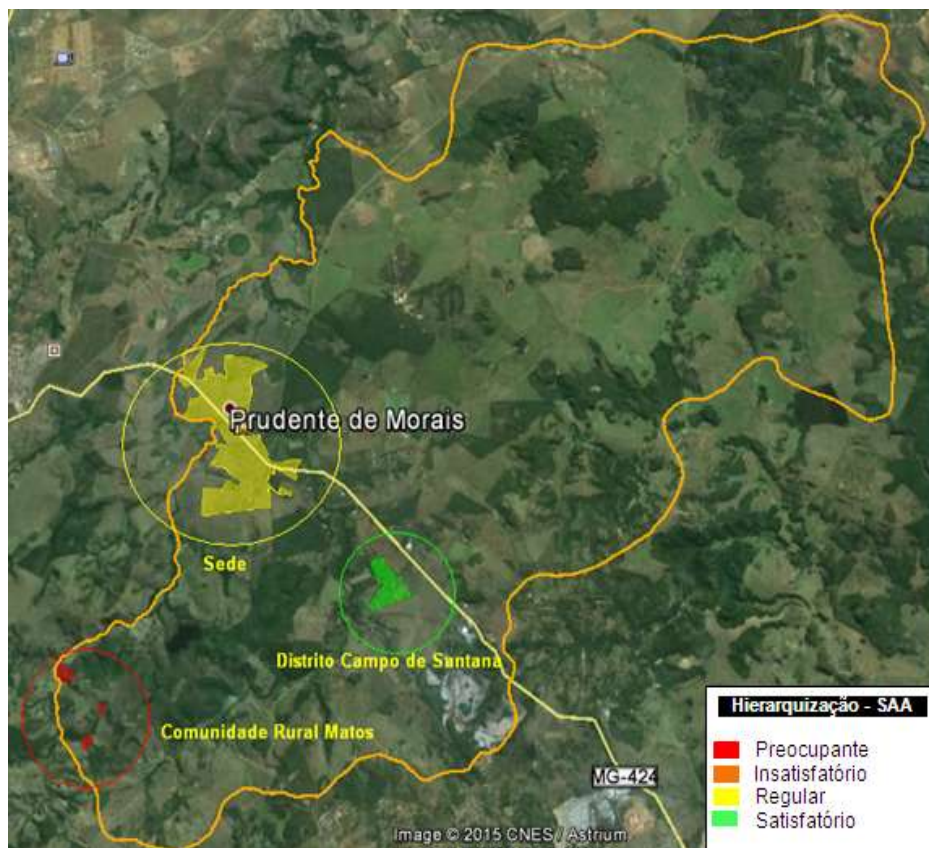 Prudente de Morais
Sede
Distrito Campo de Santana
Comunidade Rural Matos
MG-424
Image © 2015 CNES / Astrium
Hierarquização - SAA
Preocupante
Insatisfatório
Regular
Satisfatório